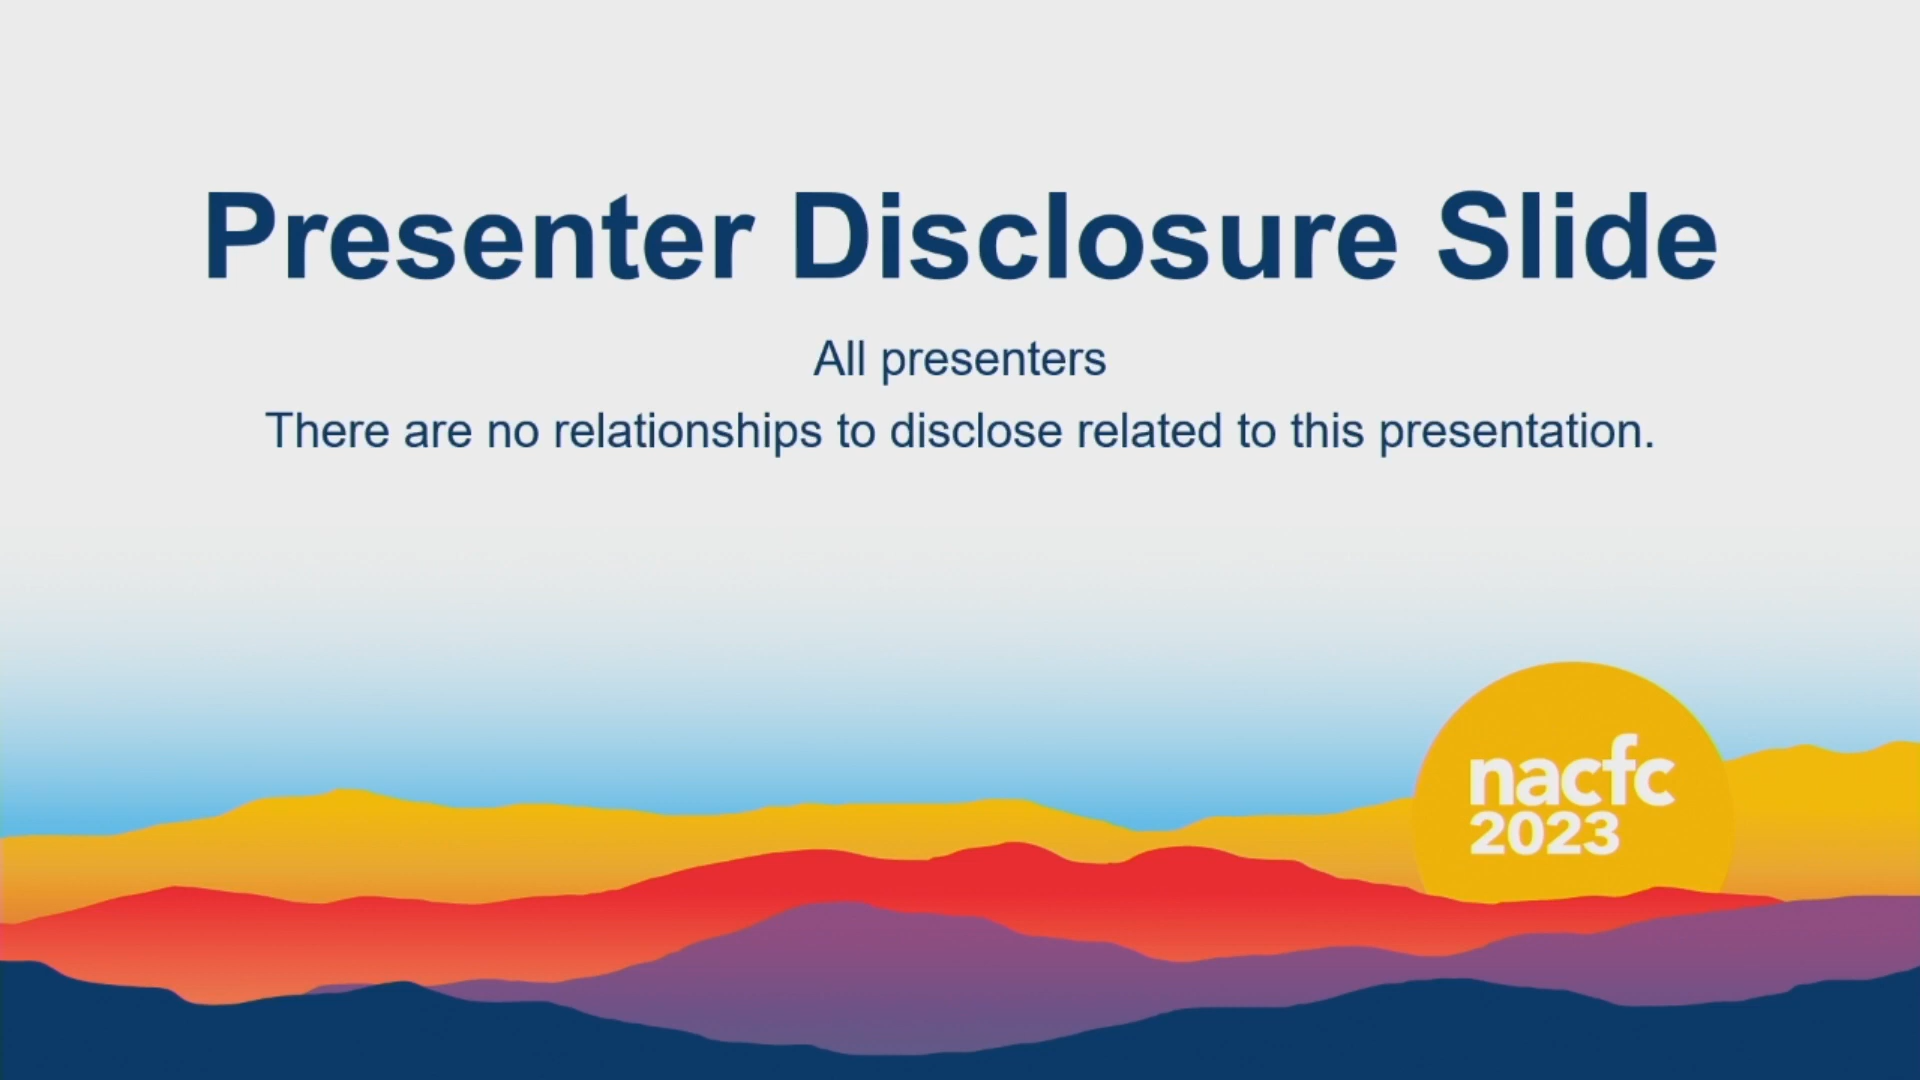 Presenter Disclosure Slide
All presenters
There are no relationships to disclose related to this presentation.
nacfc
2023